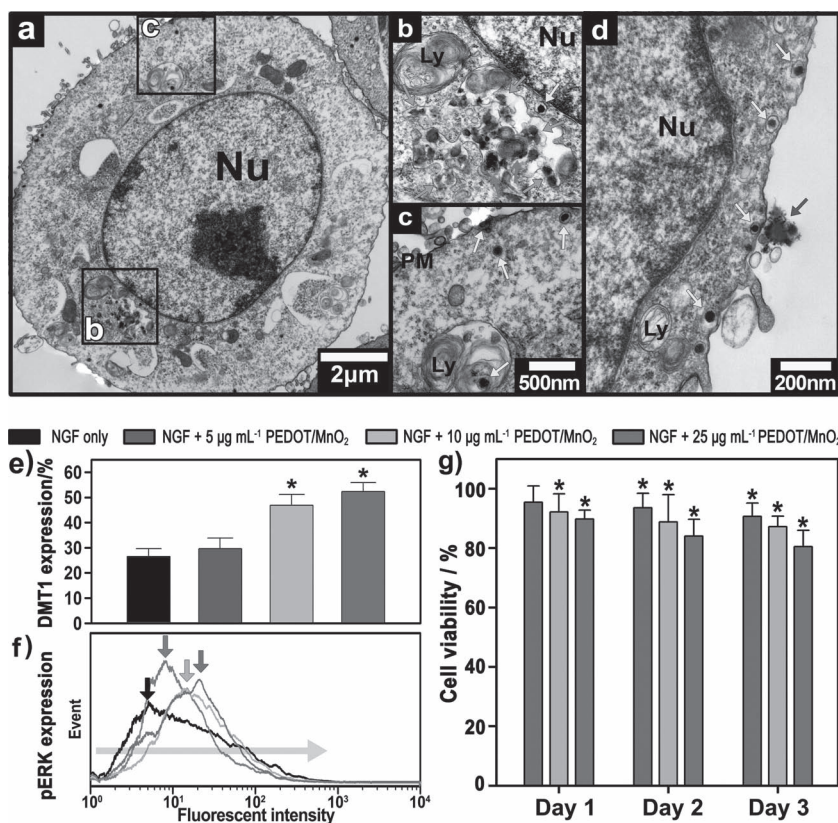 a
c
Nu
b
2μm
b
Ly
Nu
c
PM
Ly
500nm
d
Nu
Ly
200nm
NGF only
NGF + 5 μg mL⁻¹ PEDOT/MnO₂
NGF + 10 μg mL⁻¹ PEDOT/MnO₂
NGF + 25 μg mL⁻¹ PEDOT/MnO₂
e)
DMT1 expression/%
60
50
40
30
20
10
0
*
*
f)
pERK expression
Event
10⁰
10¹
10²
10³
10⁴
Fluorescent intensity
g)
Cell viability / %
100
80
60
40
20
0
* *
* * *
* * *
Day 1
Day 2
Day 3